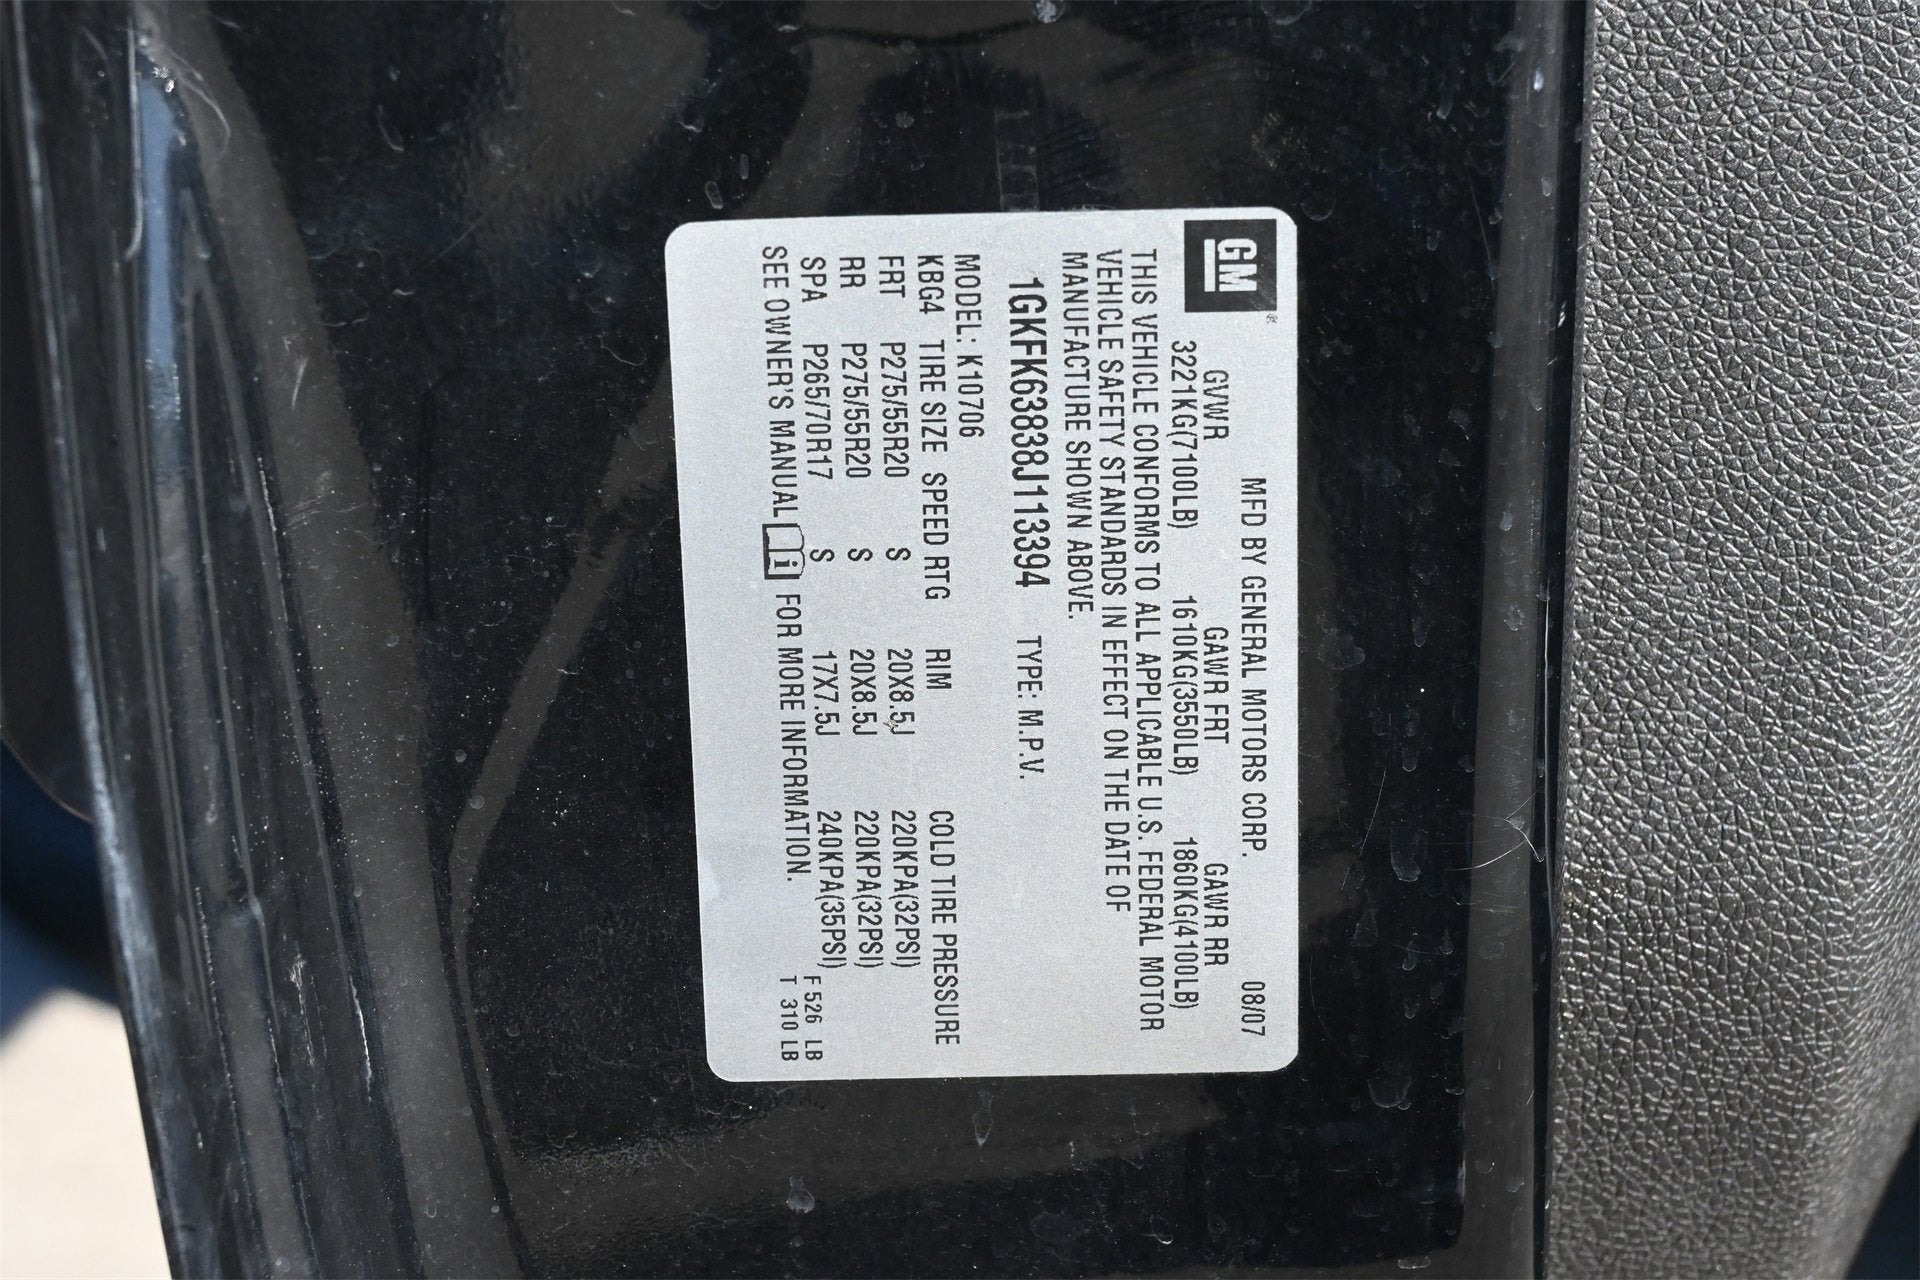 GM®
MFD BY GENERAL MOTORS CORP. 08/07
GVWR GAWR FRT GAWR RR
3221KG(7100LB) 1610KG(3550LB) 1860KG(4100LB)
THIS VEHICLE CONFORMS TO ALL APPLICABLE U.S. FEDERAL MOTOR
VEHICLE SAFETY STANDARDS IN EFFECT ON THE DATE OF
MANUFACTURE SHOWN ABOVE.
1GKFK63838J113394 TYPE: M.P.V.
MODEL: K10706
KBG4 TIRE SIZE SPEED RTG RIM COLD TIRE PRESSURE
FRT P275/55R20 S 20X8.5J 220KPA(32PSI)
RR P275/55R20 S 20X8.5J 220KPA(32PSI)
SPA P265/70R17 S 17X7.5J 240KPA(35PSI) F 526 LB
SEE OWNER'S MANUAL i FOR MORE INFORMATION. T 310 LB